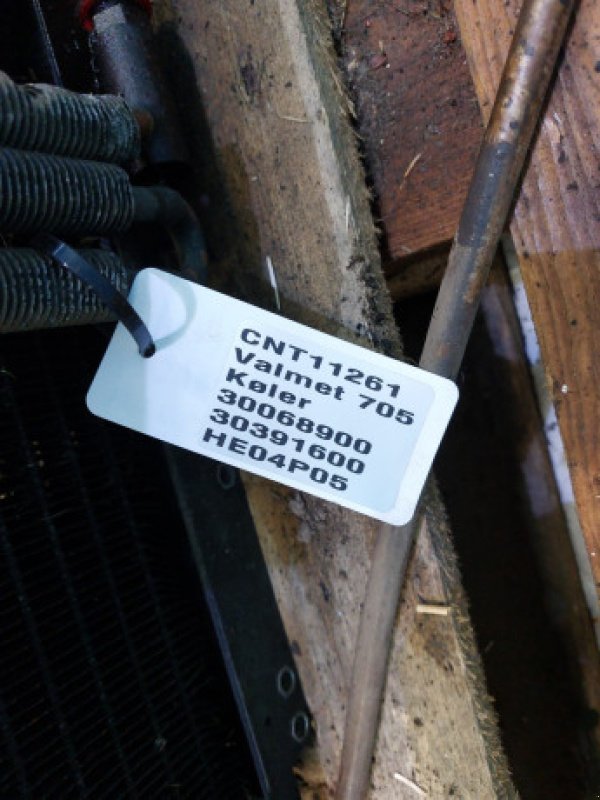 CNT11261
Valmet 705
Køler
30068900
30391600
HE04P05